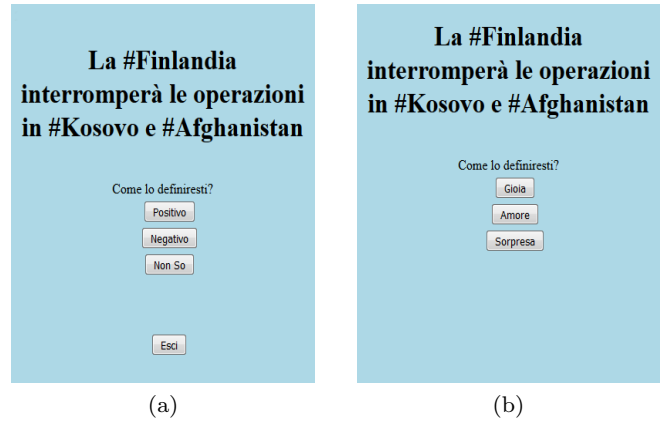 La #Finlandia
interromperà le operazioni
in #Kosovo e #Afghanistan
Come lo definiresti?
Positivo
Negativo
Non So
Esci
(a)
La #Finlandia
interromperà le operazioni
in #Kosovo e #Afghanistan
Come lo definiresti?
Gioia
Amore
Sorpresa
(b)